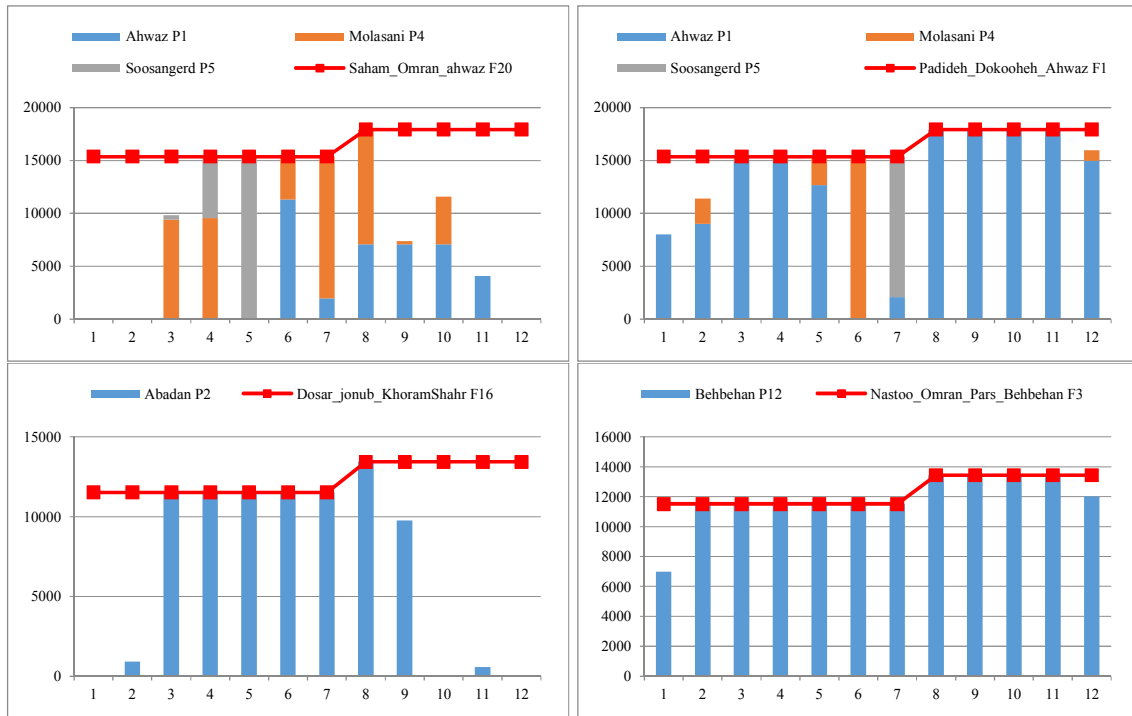 Ahwaz P1 Molasani P4
Soosangerd P5 Saham_Omran_ahwaz F20
20000
15000
10000
5000
0
1 2 3 4 5 6 7 8 9 10 11 12
Ahwaz P1 Molasani P4
Soosangerd P5 Padideh_Dokooheh_Ahwaz F1
20000
15000
10000
5000
0
1 2 3 4 5 6 7 8 9 10 11 12
Abadan P2 Dosar_jonub_KhoramShahr F16
15000
10000
5000
0
1 2 3 4 5 6 7 8 9 10 11 12
Behbehan P12 Nastoo_Omran_Pars_Behbehan F3
16000
14000
12000
10000
8000
6000
4000
2000
0
1 2 3 4 5 6 7 8 9 10 11 12